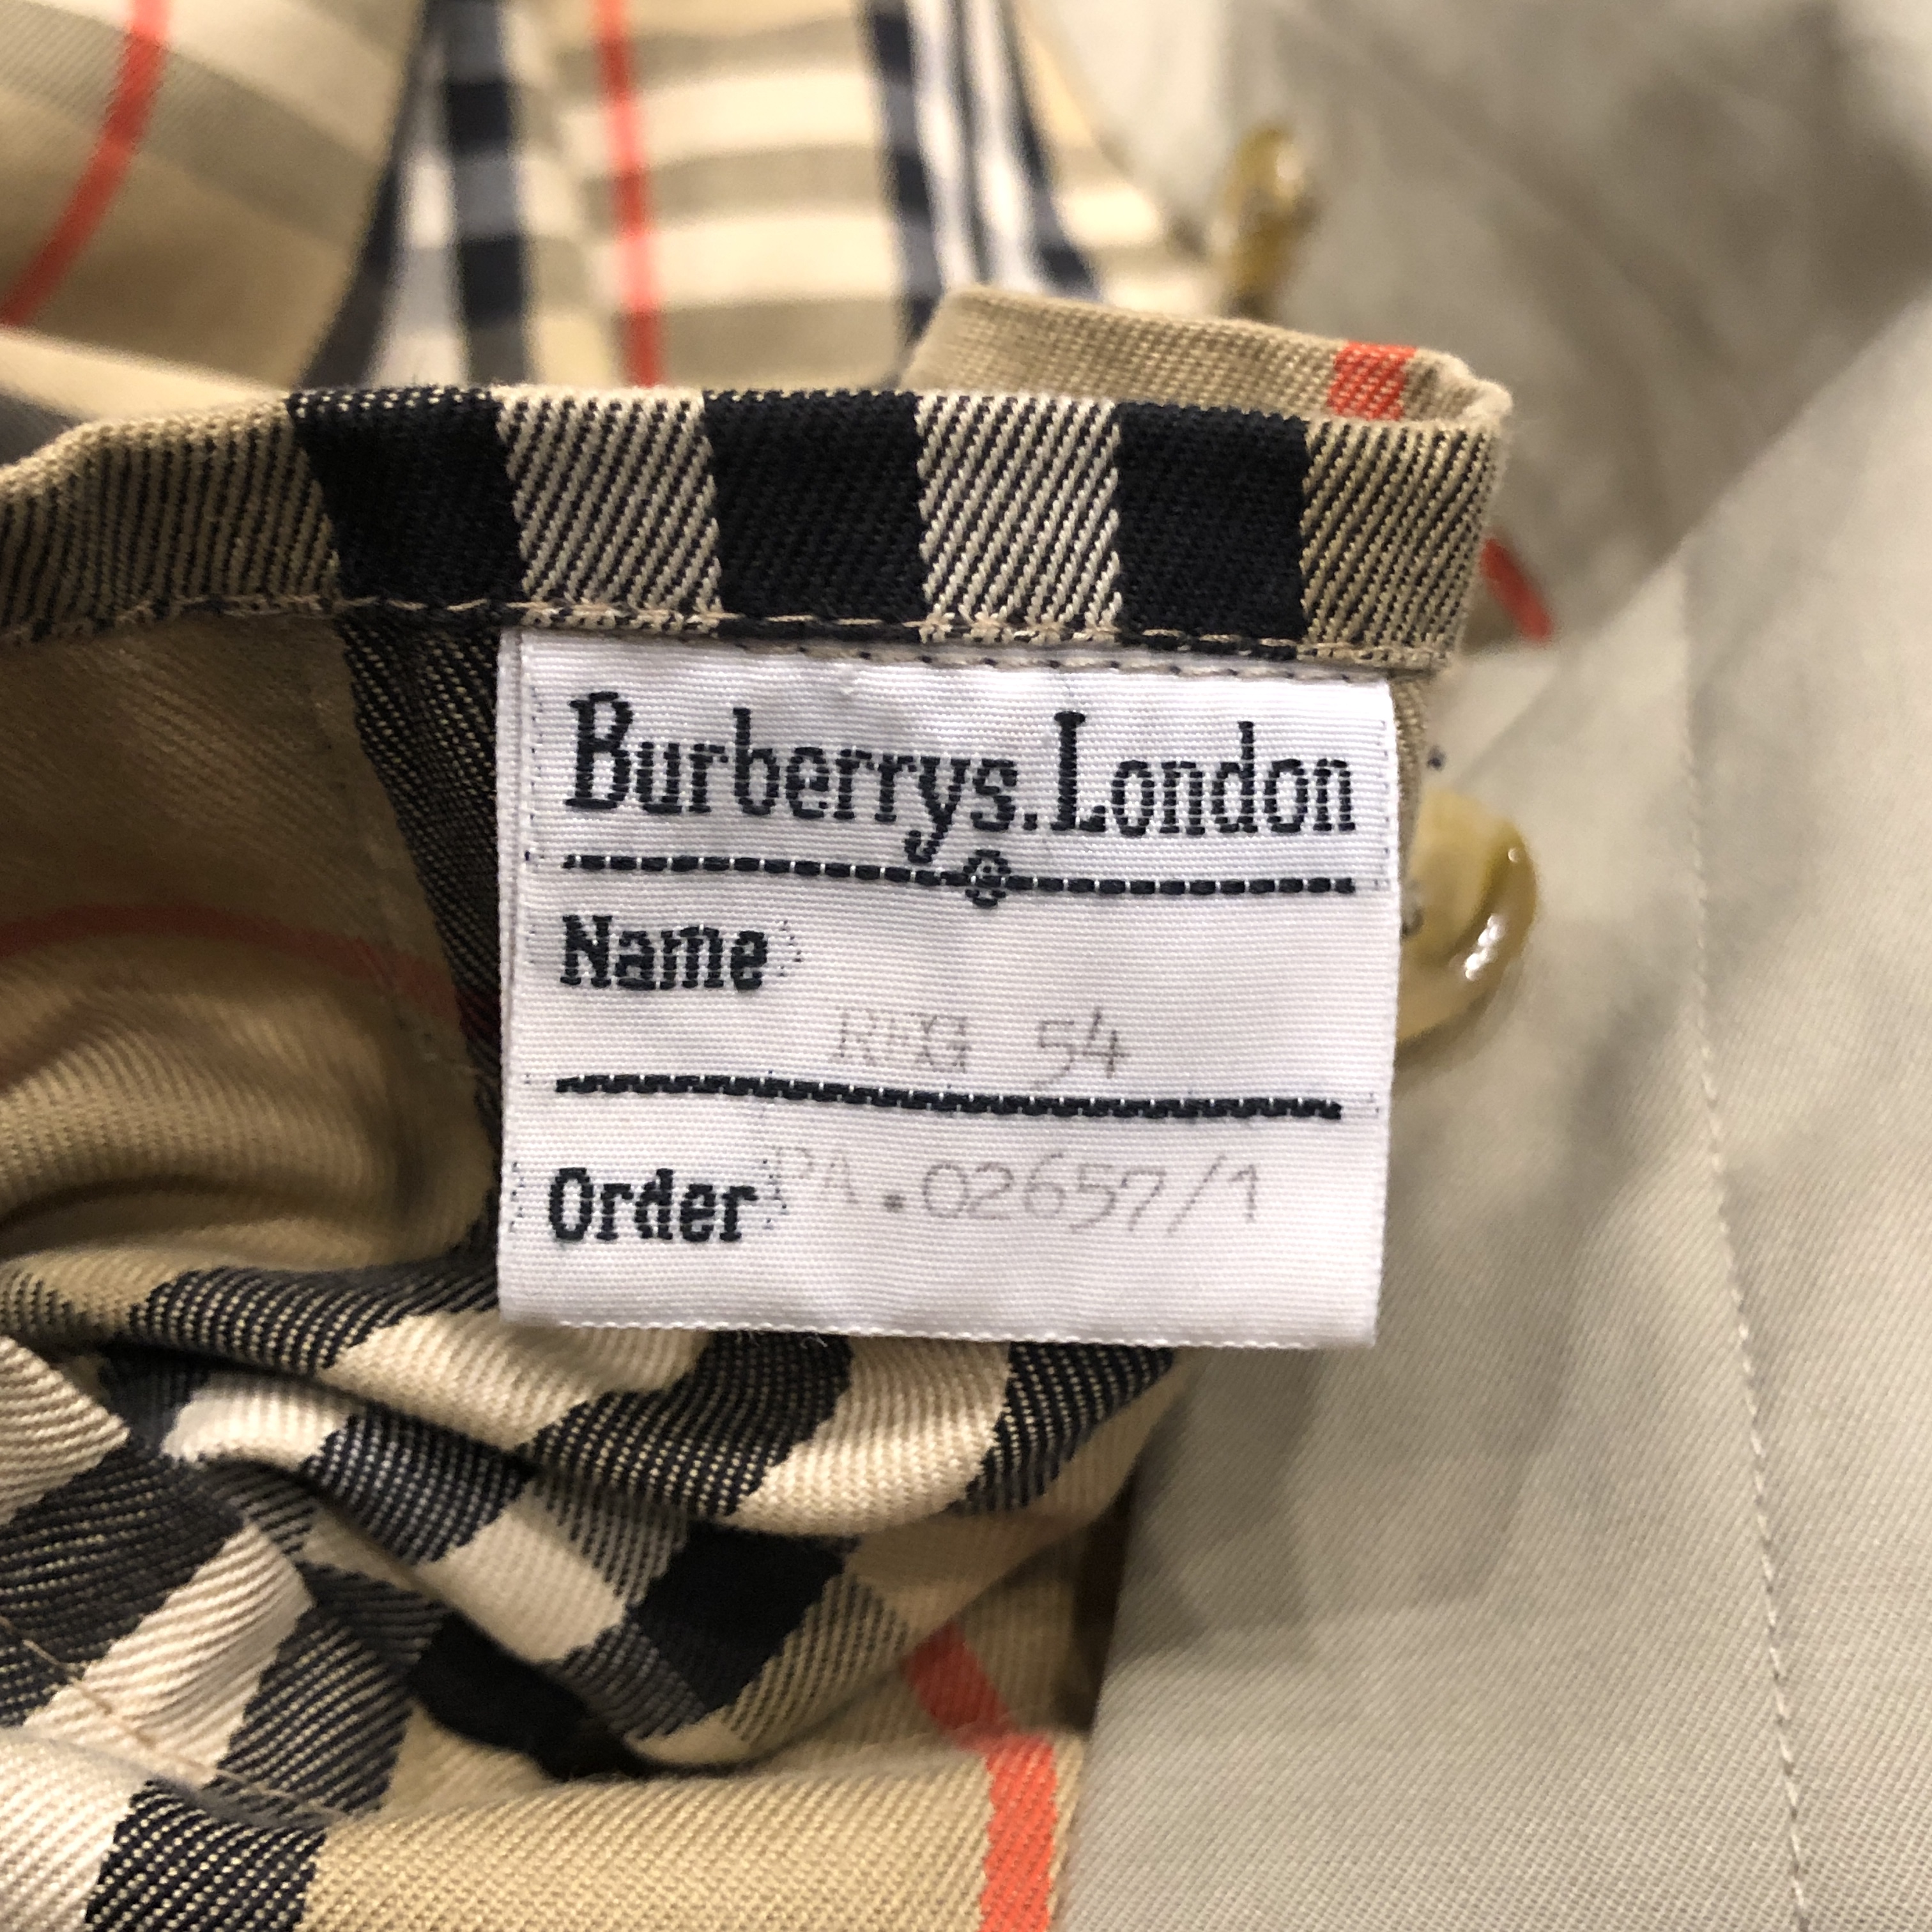 Burberrys.London
Name
REG 54
Order PA.02657/1